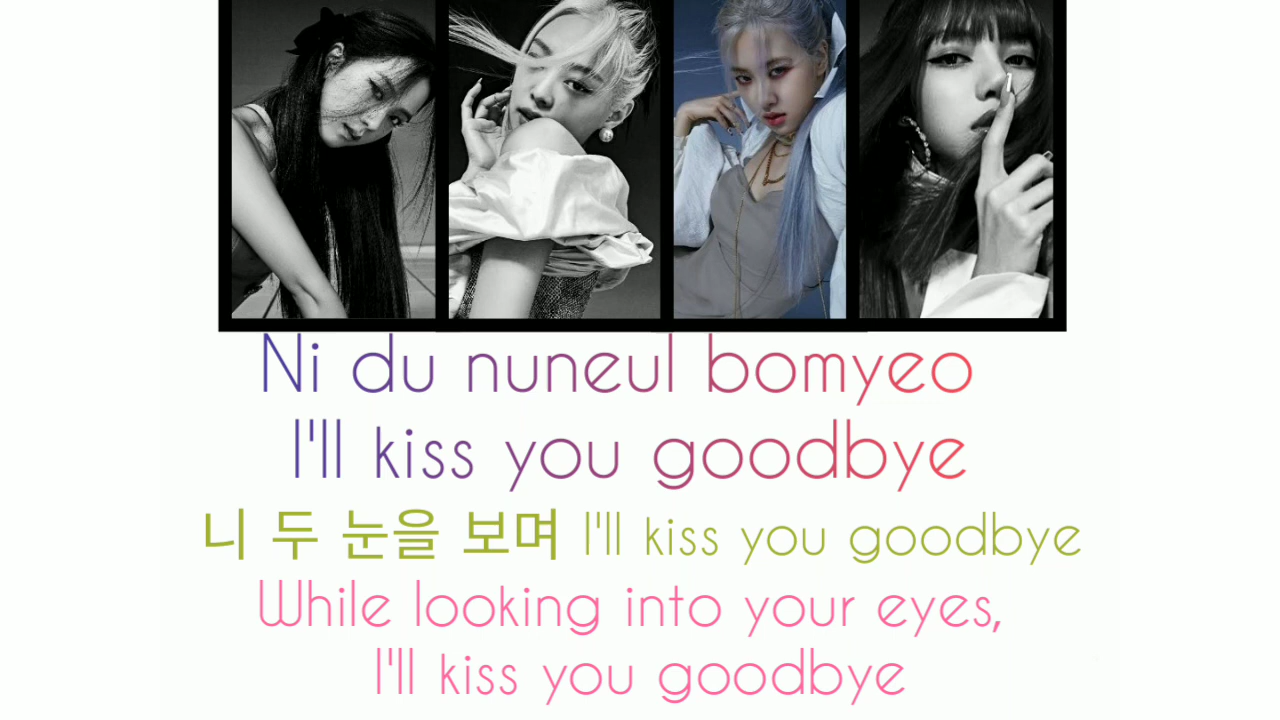 Ni du nuneul bomyeo
I'll kiss you goodbye
니 두 눈을 보며 I'll kiss you goodbye
While looking into your eyes,
I'll kiss you goodbye